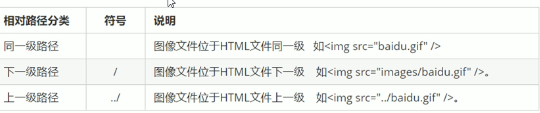 相对路径分类 符号 说明
同一级路径 图像文件位于HTML文件同一级 如<img src="baidu.gif" />
下一级路径 / 图像文件位于HTML文件下一级 如<img src="images/baidu.gif" />。
上一级路径 ../ 图像文件位于HTML文件上一级 如<img src="../baidu.gif" />。